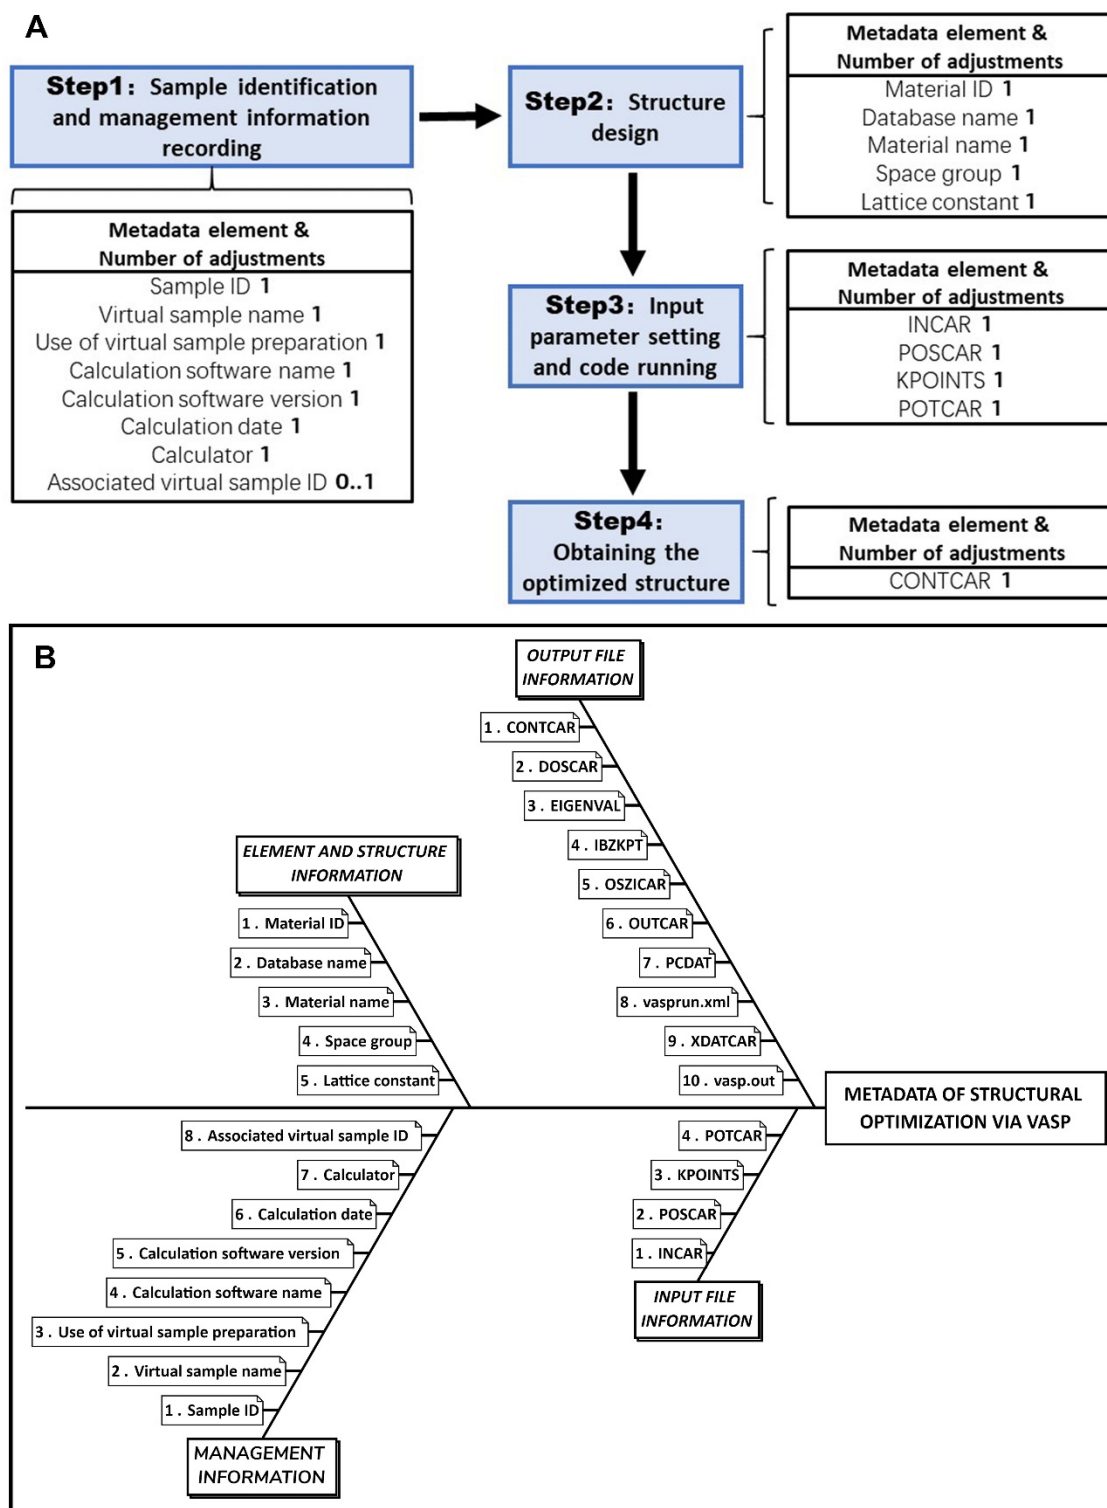 A
Step1: Sample identification
and management information
recording
Metadata element &
Number of adjustments
Sample ID 1
Virtual sample name 1
Use of virtual sample preparation 1
Calculation software name 1
Calculation software version 1
Calculation date 1
Calculator 1
Associated virtual sample ID 0..1
Step2: Structure
design
Metadata element &
Number of adjustments
Material ID 1
Database name 1
Material name 1
Space group 1
Lattice constant 1
Step3: Input
parameter setting
and code running
Metadata element &
Number of adjustments
INCAR 1
POSCAR 1
KPOINTS 1
POTCAR 1
Step4:
Obtaining the
optimized structure
Metadata element &
Number of adjustments
CONTCAR 1
B
OUTPUT FILE
INFORMATION
1 . CONTCAR
2 . DOSCAR
3 . EIGENVAL
4 . IBZKPT
5 . OSZICAR
6 . OUTCAR
7 . PCDAT
8 . vasprun.xml
9 . XDATCAR
10 . vasp.out
ELEMENT AND STRUCTURE
INFORMATION
1 . Material ID
2 . Database name
3 . Material name
4 . Space group
5 . Lattice constant
METADATA OF STRUCTURAL
OPTIMIZATION VIA VASP
8 . Associated virtual sample ID
7 . Calculator
6 . Calculation date
5 . Calculation software version
4 . Calculation software name
3 . Use of virtual sample preparation
2 . Virtual sample name
1 . Sample ID
MANAGEMENT
INFORMATION
4 . POTCAR
3 . KPOINTS
2 . POSCAR
1 . INCAR
INPUT FILE
INFORMATION